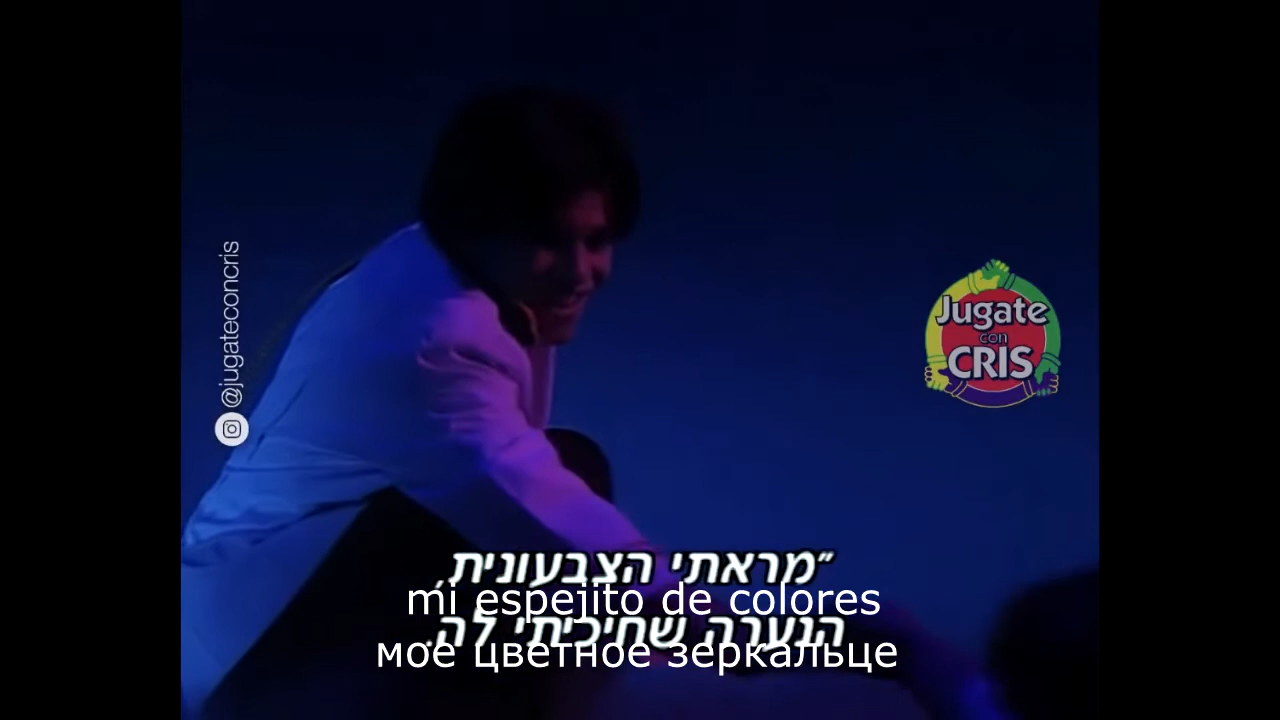 @jugateconcris
Jugate
con
CRIS
"מראתי הצבעונית,
mi espejito de colores
הנערה שחיכיתי לה.
мое цветное зеркальце